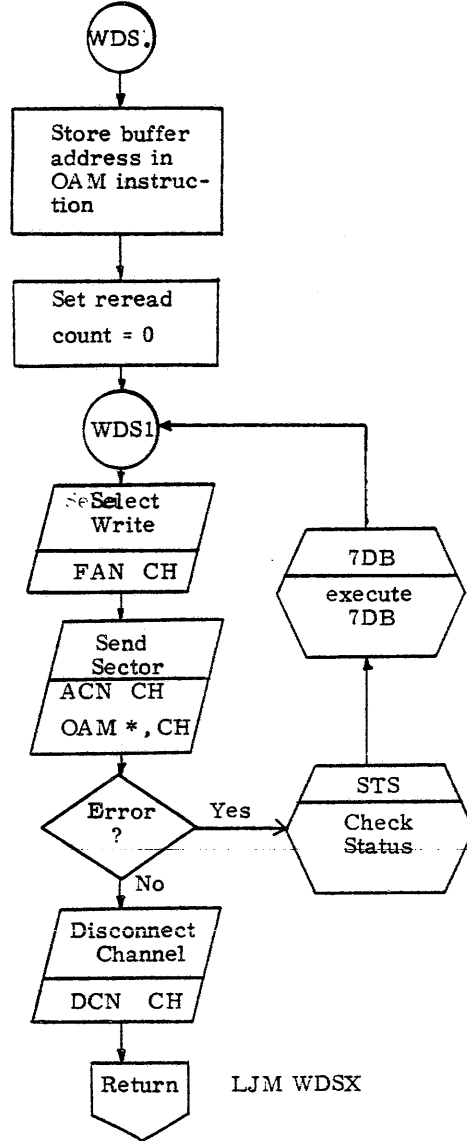 WDS.
Store buffer
address in
OAM instruc-
tion
Set reread
count = 0
WDS1
Select
Write
FAN CH
Send
Sector
ACN CH
OAM *, CH
Error
?
Yes
No
STS
Check
Status
7DB
execute
7DB
Disconnect
Channel
DCN CH
Return
LJM WDSX